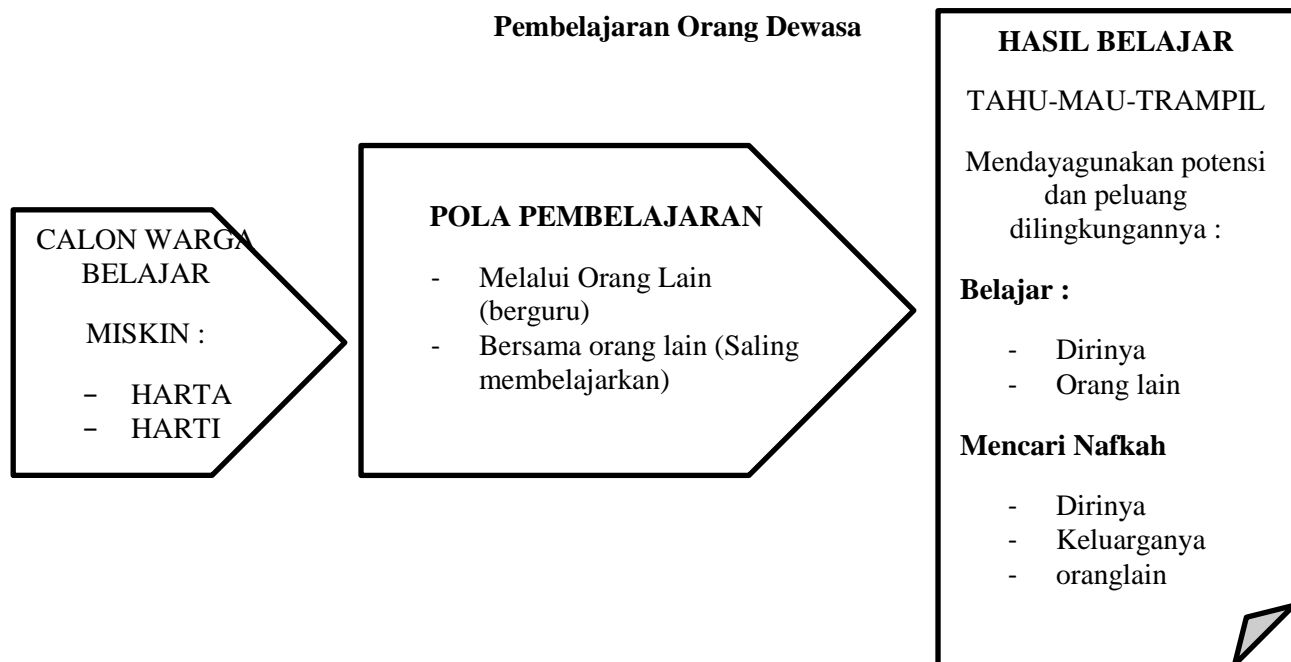 Pembelajaran Orang Dewasa
CALON WARGA
BELAJAR
MISKIN :
- HARTA
- HARTI
POLA PEMBELAJARAN
- Melalui Orang Lain
(berguru)
- Bersama orang lain (Saling
membelajarkan)
HASIL BELAJAR
TAHU-MAU-TRAMPIL
Mendayagunakan potensi
dan peluang
dilingkungannya :
Belajar :
- Dirinya
- Orang lain
Mencari Nafkah
- Dirinya
- Keluarganya
- oranglain